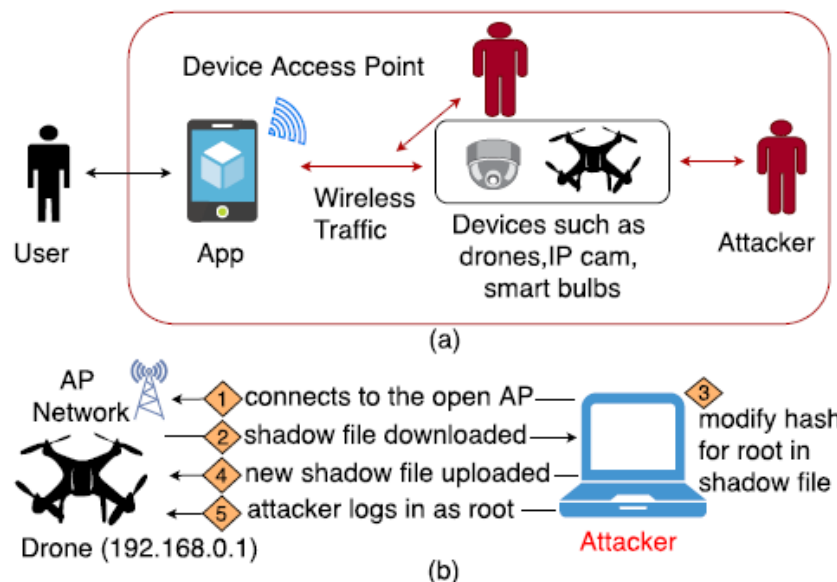 Device Access Point
User
App
Wireless
Traffic
Devices such as
drones,IP cam,
smart bulbs
Attacker
(a)
AP
Network
1 connects to the open AP
2 shadow file downloaded
3
modify hash
for root in
shadow file
4 new shadow file uploaded
5 attacker logs in as root
Drone (192.168.0.1)
Attacker
(b)